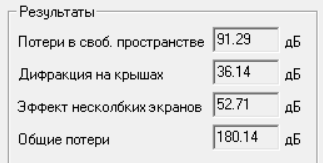 Результаты
Потери в своб. пространстве 91.29 дБ
Дифракция на крышах 36.14 дБ
Эффект несколбких экранов 52.71 дБ
Общие потери 180.14 дБ